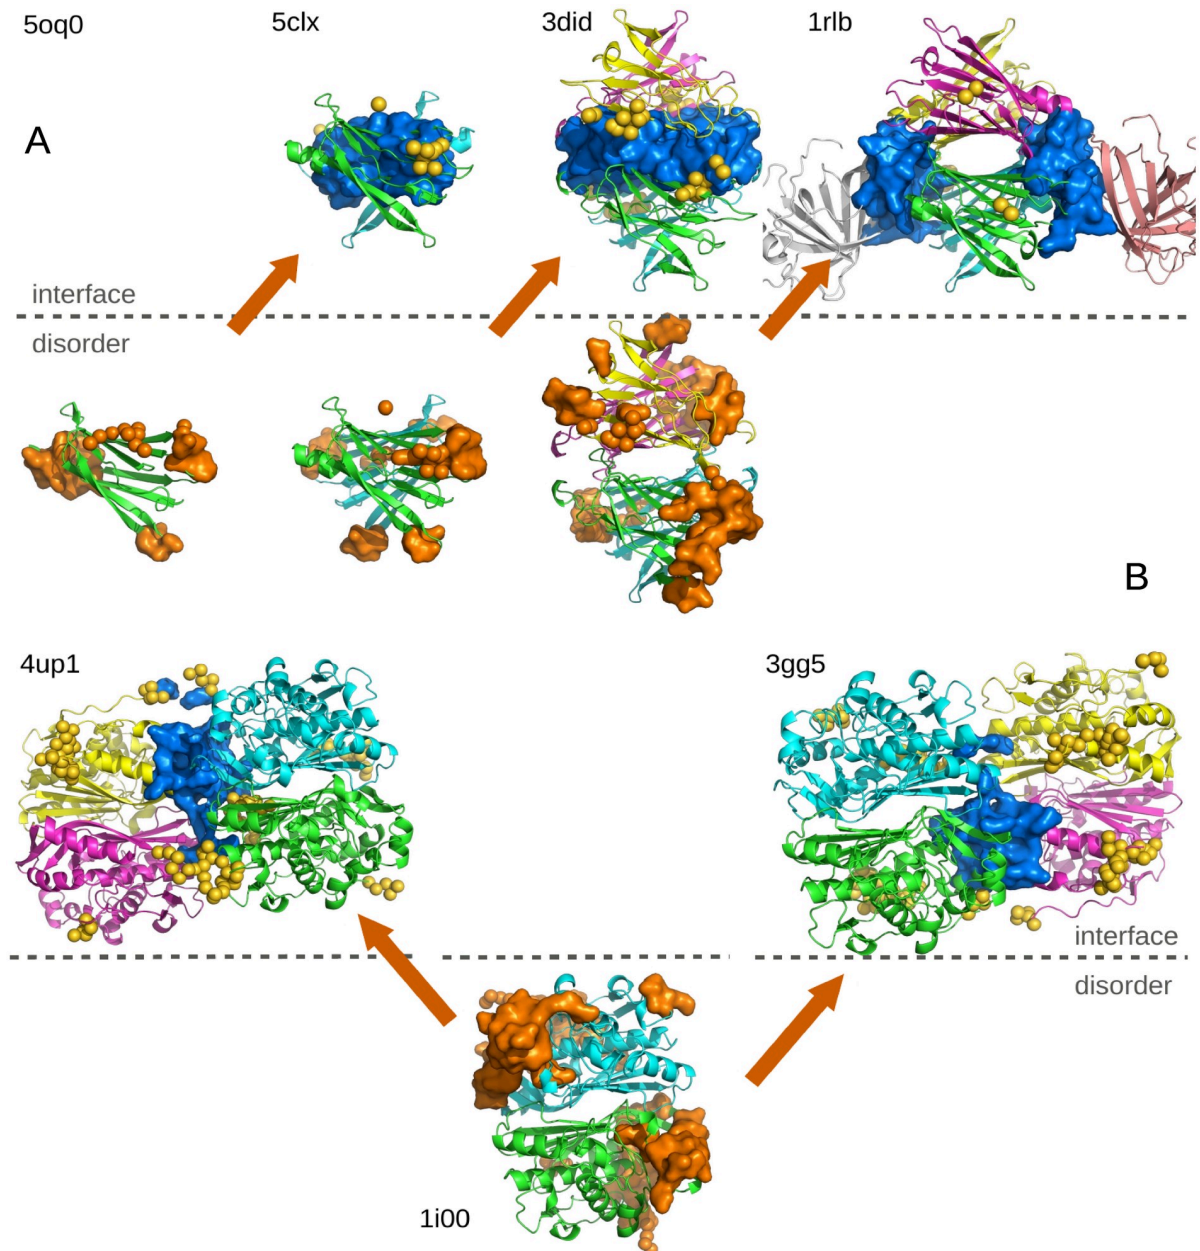 5oq0 5clx 3did 1rlb
A
interface
disorder
B
4up1 3gg5
interface
disorder
1i00